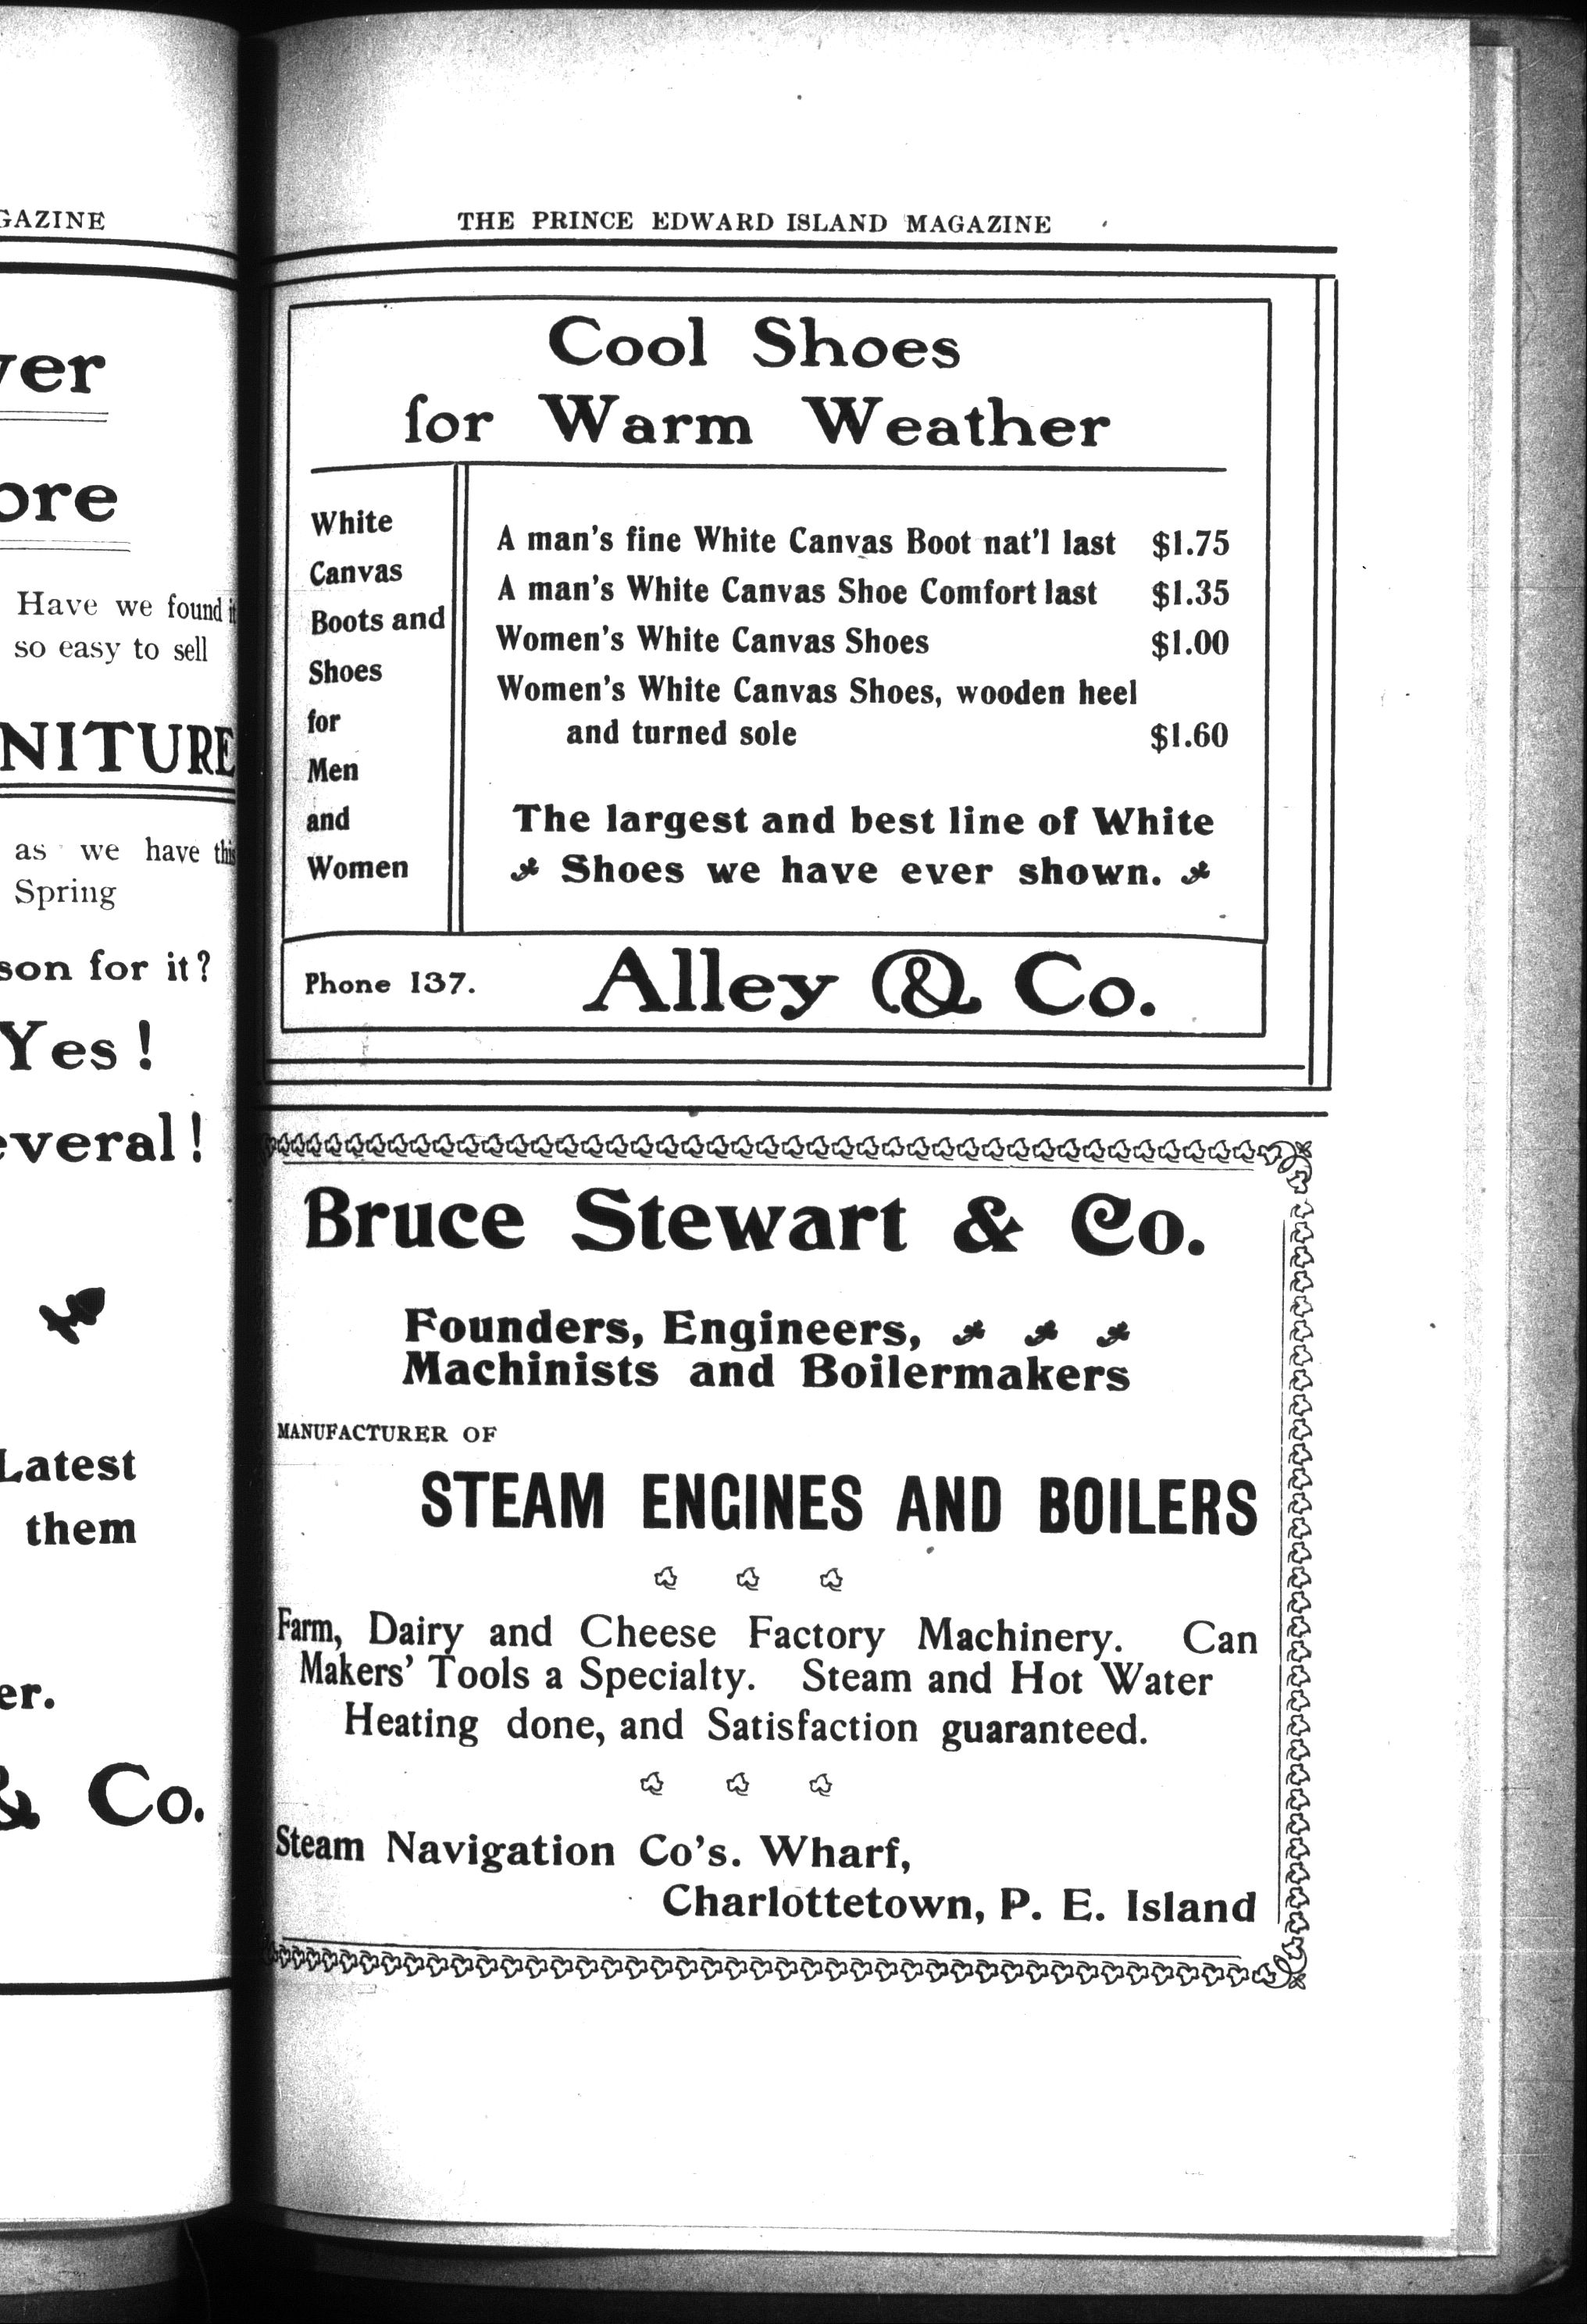 GAZINE
Have we found it
so easy to sell
NITURE
as we have this
Spring
son for it?
Yes!
Latest
them
& Co.
THE PRINCE EDWARD ISLAND MAGAZINE
Cool Shoes
for Warm Weather
White
Canvas
Boots and
Shoes
for
Men
and
Women
A man's fine White Canvas Boot nat'l last $1.75
A man's White Canvas Shoe Comfort last $1.35
Women's White Canvas Shoes $1.00
Women's White Canvas Shoes, wooden heel
and turned sole $1.60
The largest and best line of White
Shoes we have ever shown.
Phone 137. Alley & Co.
Bruce Stewart & Co.
Founders, Engineers,
Machinists and Boilermakers
MANUFACTURER OF
STEAM ENGINES AND BOILERS
Farm, Dairy and Cheese Factory Machinery. Can
Makers' Tools a Specialty. Steam and Hot Water
Heating done, and Satisfaction guaranteed.
Steam Navigation Co's. Wharf,
Charlottetown, P. E. Island